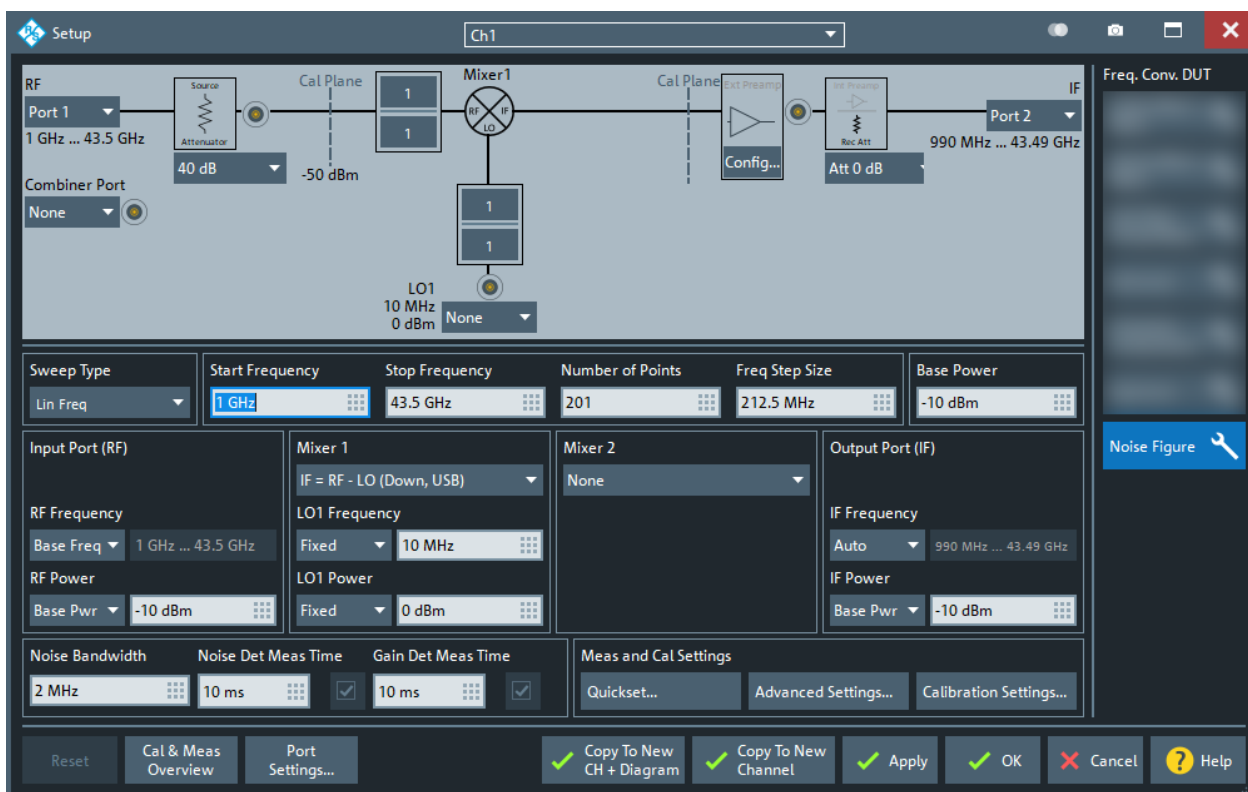 Setup
Ch1
RF
Port 1
1 GHz ... 43.5 GHz
Combiner Port
None
Source
Attenuator
40 dB
Cal Plane
-50 dBm
1
1
Mixer1
RF
IF
LO
1
1
LO1
10 MHz
0 dBm
None
Cal Plane
Ext Preamp
Config...
Int Preamp
Rec Att
Att 0 dB
IF
Port 2
990 MHz ... 43.49 GHz
Freq. Conv. DUT
Noise Figure
Sweep Type
Lin Freq
Start Frequency
1 GHz
Stop Frequency
43.5 GHz
Number of Points
201
Freq Step Size
212.5 MHz
Base Power
-10 dBm
Input Port (RF)
RF Frequency
Base Freq
1 GHz ... 43.5 GHz
RF Power
Base Pwr
-10 dBm
Mixer 1
IF = RF - LO (Down, USB)
LO1 Frequency
Fixed
10 MHz
LO1 Power
Fixed
0 dBm
Mixer 2
None
Output Port (IF)
IF Frequency
Auto
990 MHz ... 43.49 GHz
IF Power
Base Pwr
-10 dBm
Noise Bandwidth
2 MHz
Noise Det Meas Time
10 ms
Gain Det Meas Time
10 ms
Meas and Cal Settings
Quickset...
Advanced Settings...
Calibration Settings...
Reset
Cal & Meas
Overview
Port
Settings...
Copy To New
CH + Diagram
Copy To New
Channel
Apply
OK
Cancel
? Help